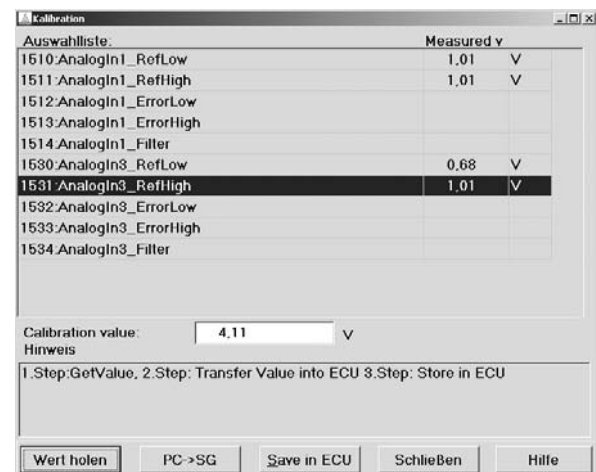 Kalibration
Auswahlliste: Measured v
1510:AnalogIn1_RefLow 1,01 V
1511:AnalogIn1_RefHigh 1,01 V
1512:AnalogIn1_ErrorLow
1513:AnalogIn1_ErrorHigh
1514:AnalogIn1_Filter
1530:AnalogIn3_RefLow 0,68 V
1531:AnalogIn3_RefHigh 1,01 V
1532:AnalogIn3_ErrorLow
1533:AnalogIn3_ErrorHigh
1534:AnalogIn3_Filter
Calibration value: 4,11 V
Hinweis
1.Step:GetValue, 2.Step: Transfer Value into ECU 3.Step: Store in ECU
Wert holen PC->SG Save in ECU Schließen Hilfe